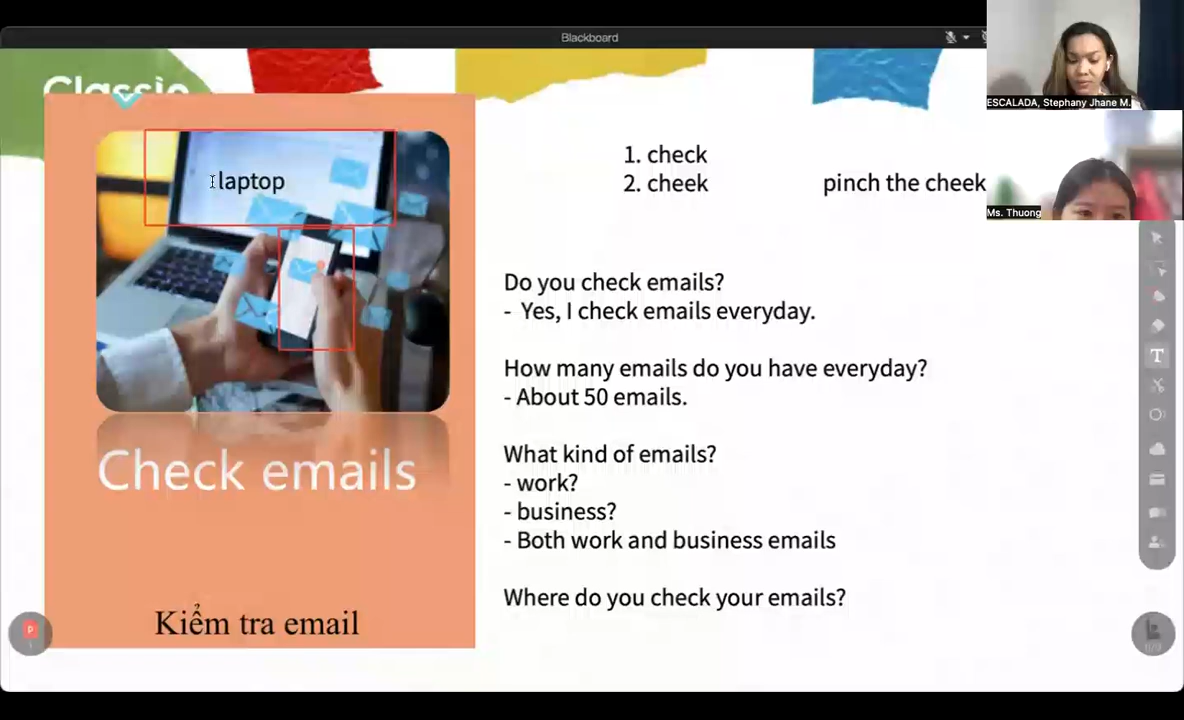 Blackboard
ESCALADA, Stephany Jhane M.
Ms. Thuong
Classic
laptop
Check emails
Kiểm tra email
1. check
2. cheek
pinch the cheek
Do you check emails?
- Yes, I check emails everyday.
How many emails do you have everyday?
- About 50 emails.
What kind of emails?
- work?
- business?
- Both work and business emails
Where do you check your emails?
T